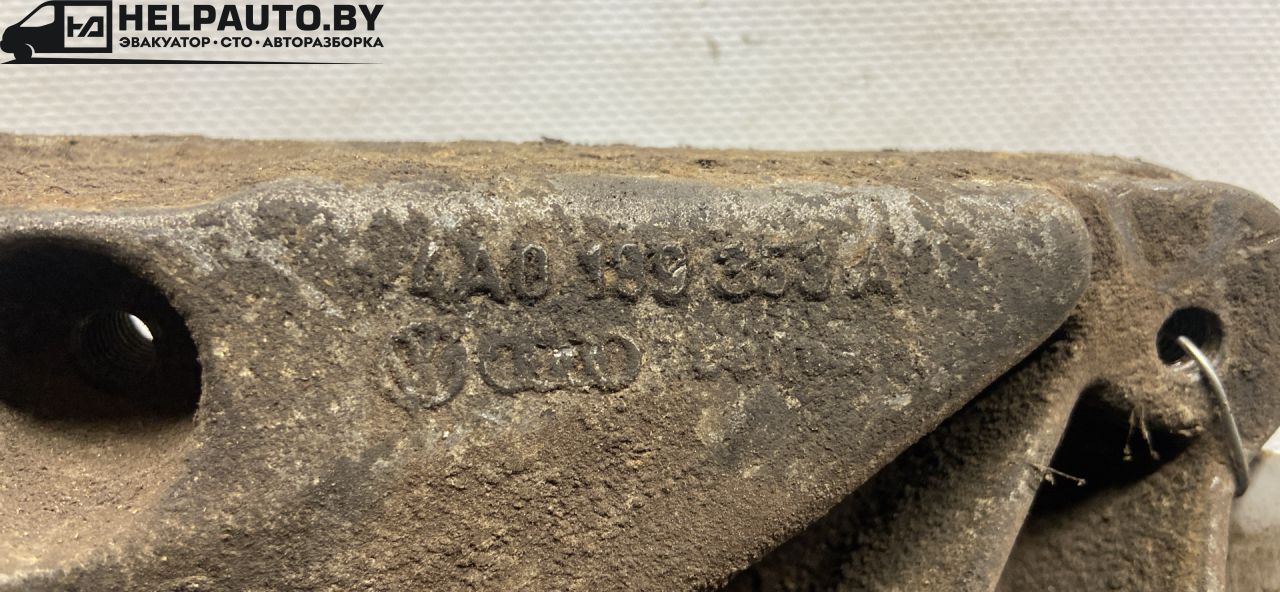 HELPAUTO.BY
ЭВАКУАТОР · СТО · АВТОРАЗБОРКА
4A0 199 353 A